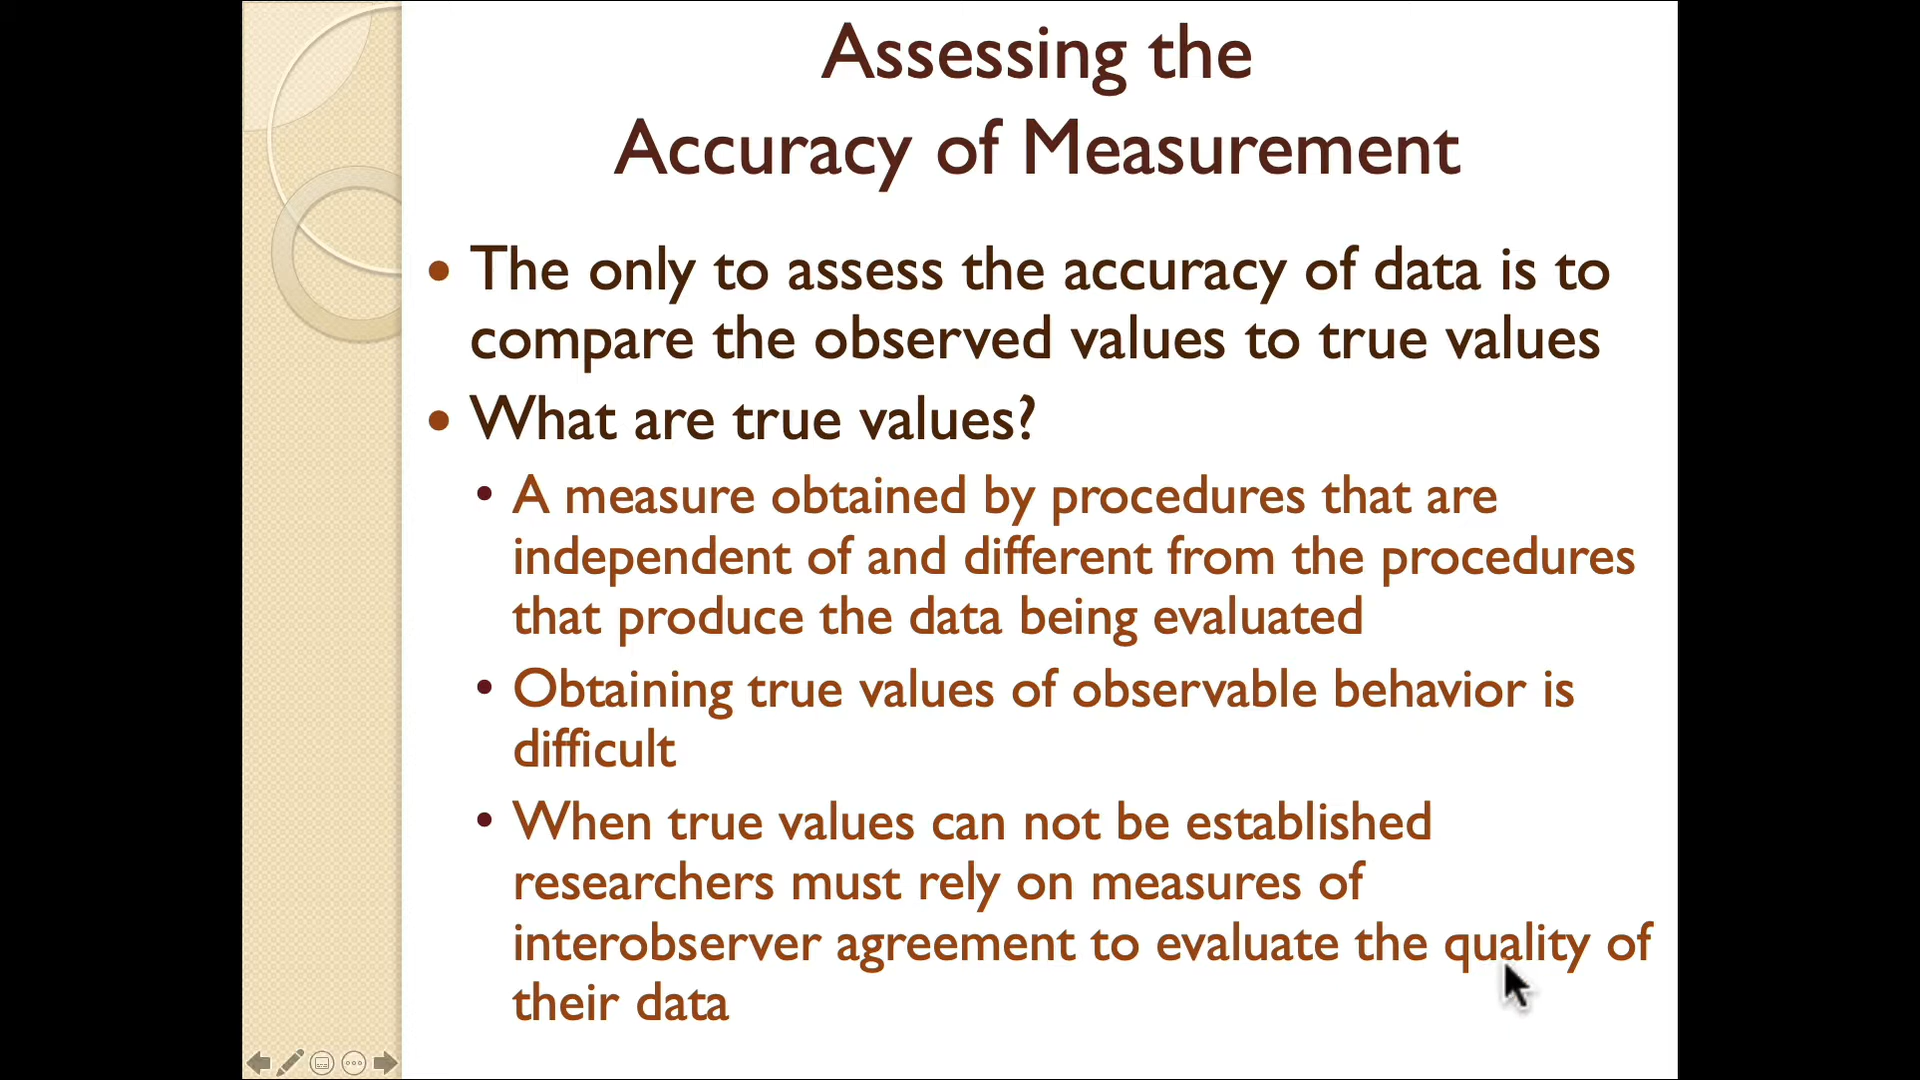 Assessing the
Accuracy of Measurement
• The only to assess the accuracy of data is to
compare the observed values to true values
• What are true values?
• A measure obtained by procedures that are
independent of and different from the procedures
that produce the data being evaluated
• Obtaining true values of observable behavior is
difficult
• When true values can not be established
researchers must rely on measures of
interobserver agreement to evaluate the quality of
their data